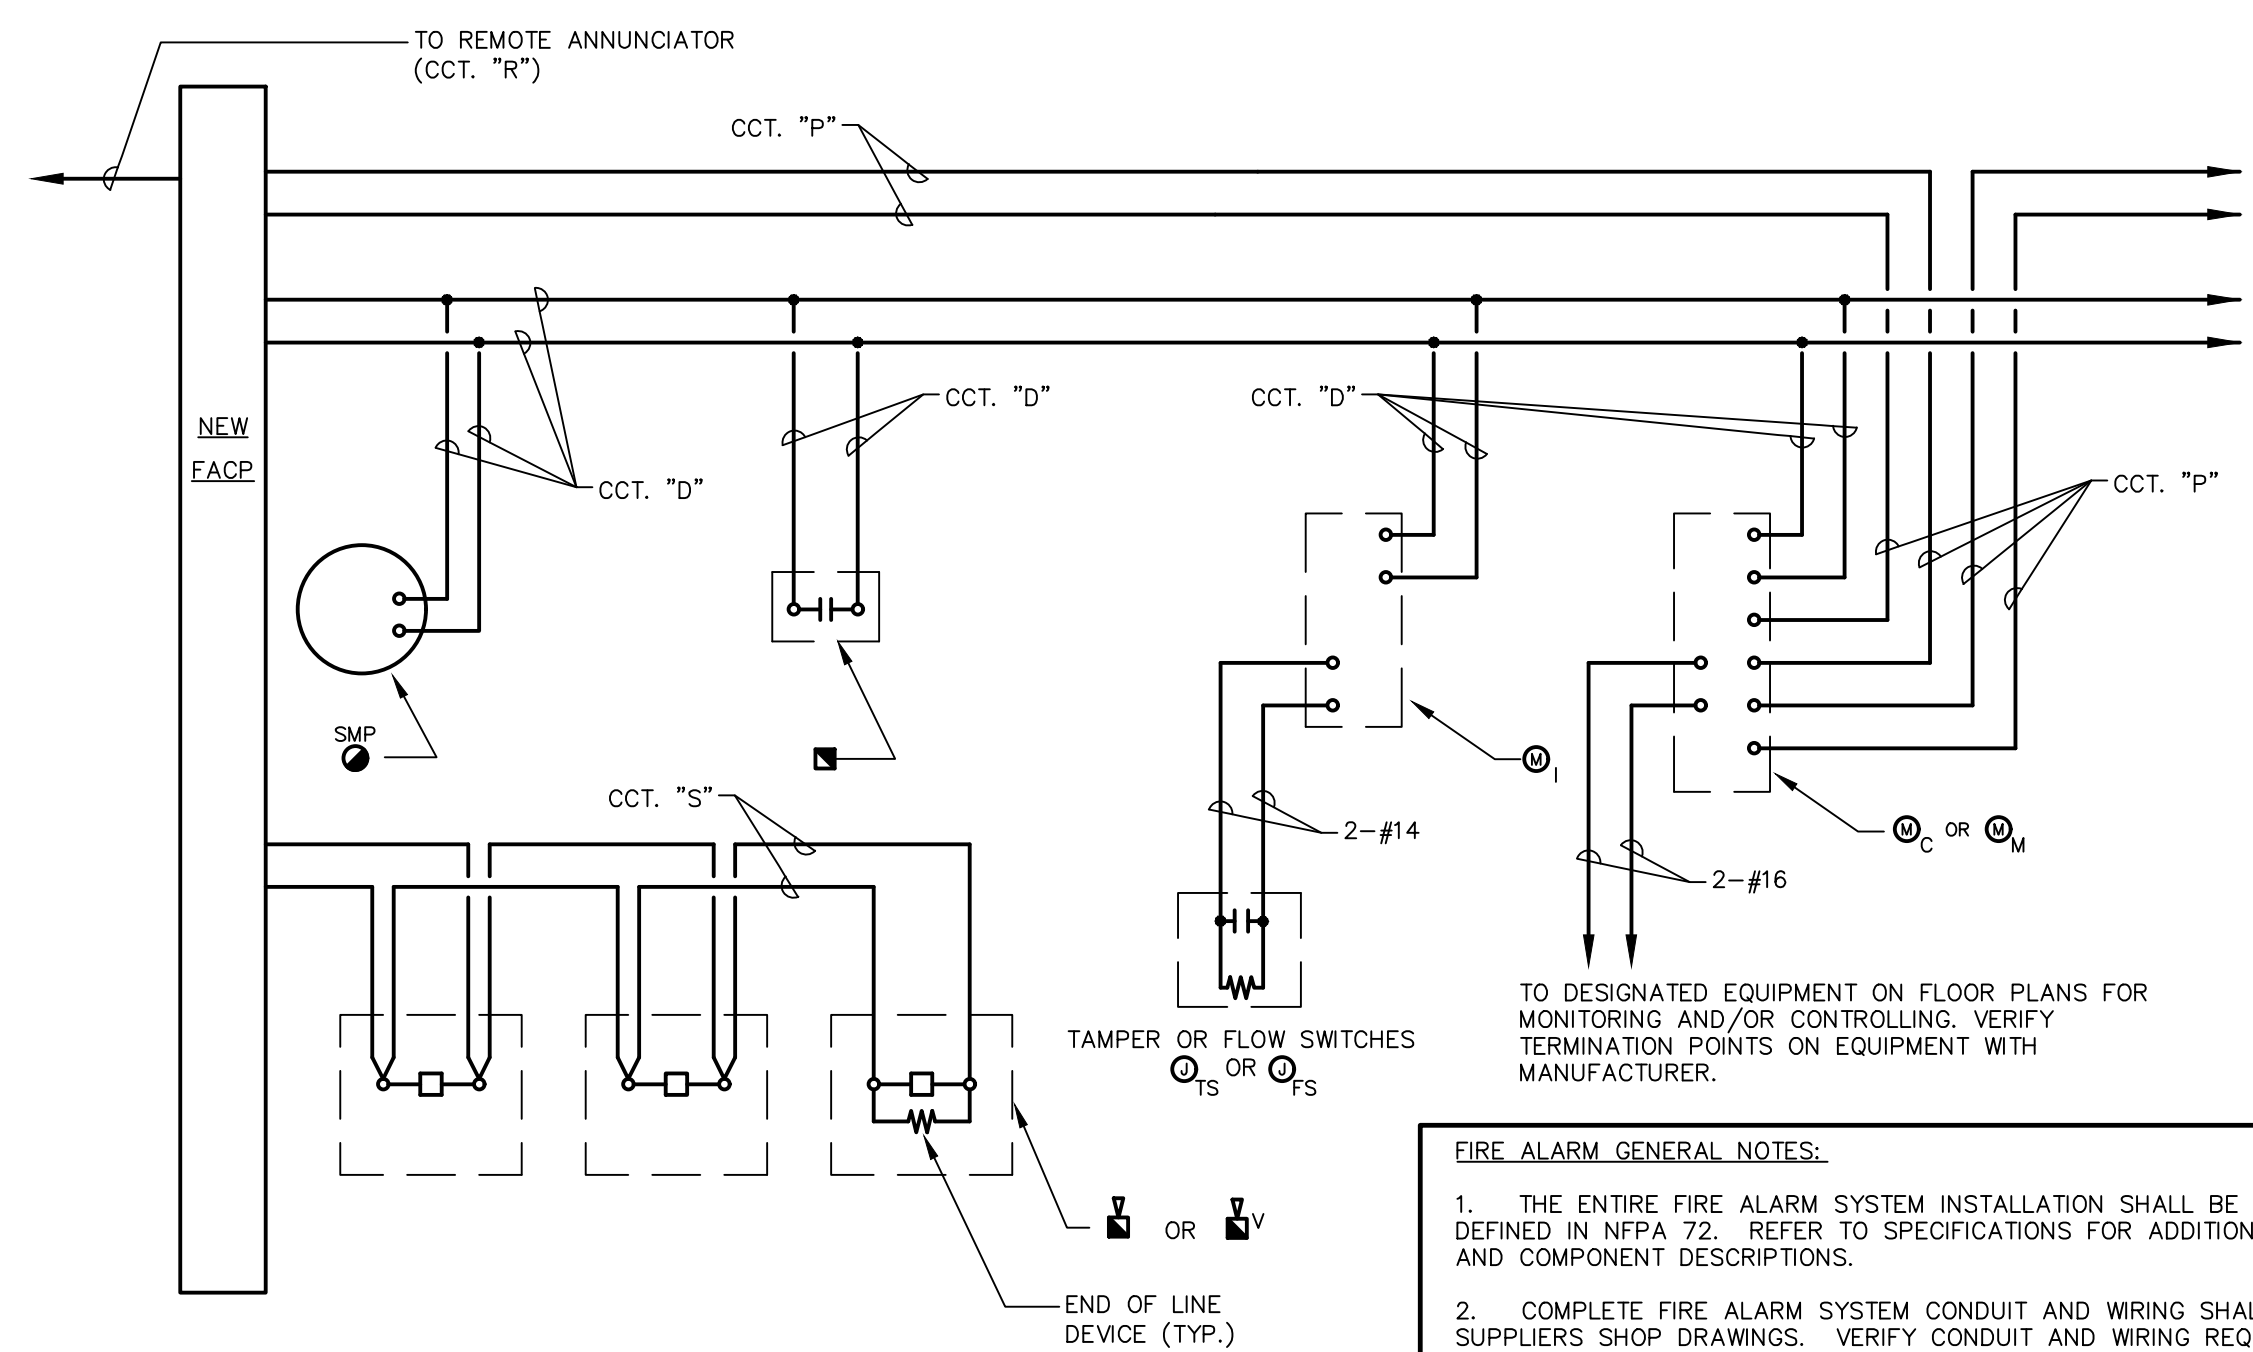 TO REMOTE ANNUNCIATOR
(CCT. "R")
CCT. "P"
NEW
FACP
CCT. "D"
CCT. "D"
CCT. "D"
CCT. "P"
SMP
CCT. "S"
M I
2-#14
M C OR M M
2-#16
TAMPER OR FLOW SWITCHES
J TS OR J FS
TO DESIGNATED EQUIPMENT ON FLOOR PLANS FOR
MONITORING AND/OR CONTROLLING. VERIFY
TERMINATION POINTS ON EQUIPMENT WITH
MANUFACTURER.
OR V
END OF LINE
DEVICE (TYP.)
FIRE ALARM GENERAL NOTES:
1. THE ENTIRE FIRE ALARM SYSTEM INSTALLATION SHALL BE
DEFINED IN NFPA 72. REFER TO SPECIFICATIONS FOR ADDITION
AND COMPONENT DESCRIPTIONS.
2. COMPLETE FIRE ALARM SYSTEM CONDUIT AND WIRING SHAL
SUPPLIERS SHOP DRAWINGS. VERIFY CONDUIT AND WIRING REQ